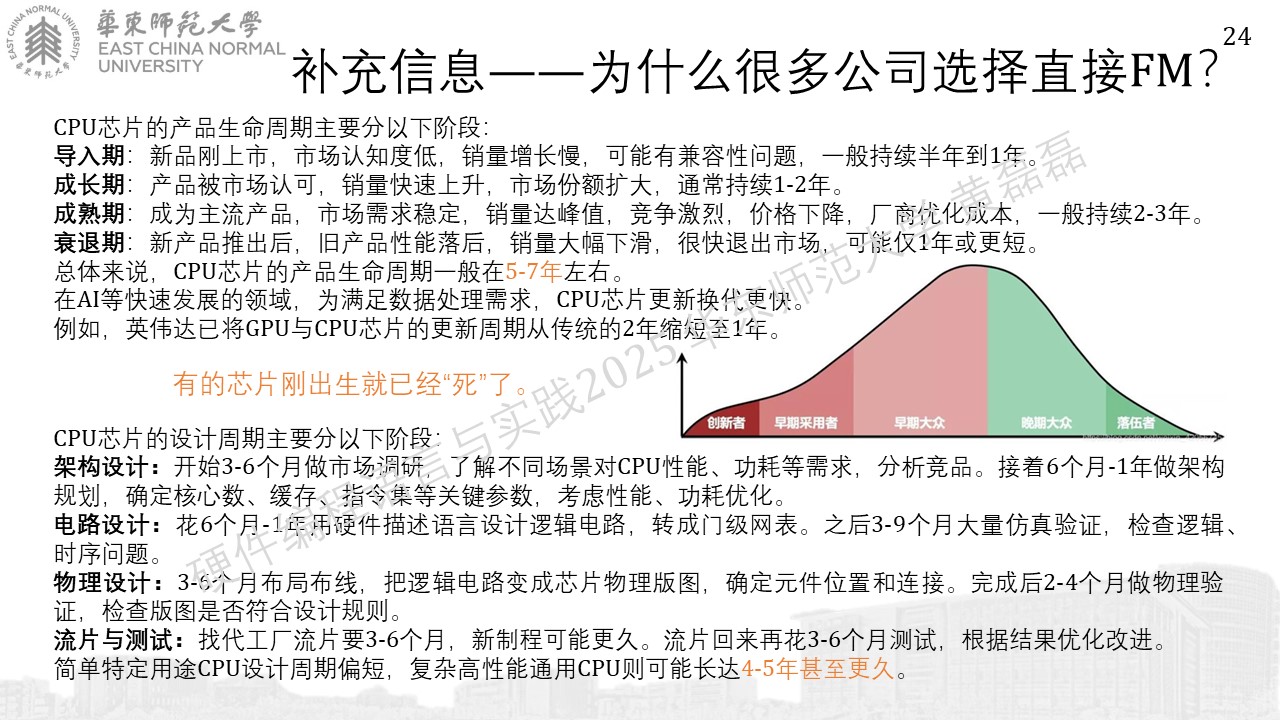 24
華東師範大學
EAST CHINA NORMAL
UNIVERSITY
EAST CHINA NORMAL UNIVERSITY
華東师范大学
补充信息——为什么很多公司选择直接FM？
CPU芯片的产品生命周期主要分以下阶段：
导入期：新品刚上市，市场认知度低，销量增长慢，可能有兼容性问题，一般持续半年到1年。
成长期：产品被市场认可，销量快速上升，市场份额扩大，通常持续1-2年。
成熟期：成为主流产品，市场需求稳定，销量达峰值，竞争激烈，价格下降，厂商优化成本，一般持续2-3年。
衰退期：新产品推出后，旧产品性能落后，销量大幅下滑，很快退出市场，可能仅1年或更短。
总体来说，CPU芯片的产品生命周期一般在5-7年左右。
在AI等快速发展的领域，为满足数据处理需求，CPU芯片更新换代更快。
例如，英伟达已将GPU与CPU芯片的更新周期从传统的2年缩短至1年。
有的芯片刚出生就已经“死”了。
创新者 早期采用者 早期大众 晚期大众 落伍者
CPU芯片的设计周期主要分以下阶段：
架构设计：开始3-6个月做市场调研，了解不同场景对CPU性能、功耗等需求，分析竞品。接着6个月-1年做架构
规划，确定核心数、缓存、指令集等关键参数，考虑性能、功耗优化。
电路设计：花6个月-1年用硬件描述语言设计逻辑电路，转成门级网表。之后3-9个月大量仿真验证，检查逻辑、
时序问题。
物理设计：3-6个月布局布线，把逻辑电路变成芯片物理版图，确定元件位置和连接。完成后2-4个月做物理验
证，检查版图是否符合设计规则。
流片与测试：找代工厂流片要3-6个月，新制程可能更久。流片回来再花3-6个月测试，根据结果优化改进。
简单特定用途CPU设计周期偏短，复杂高性能通用CPU则可能长达4-5年甚至更久。
硬件编程语言与实践2025 华东师范大学 黄磊磊